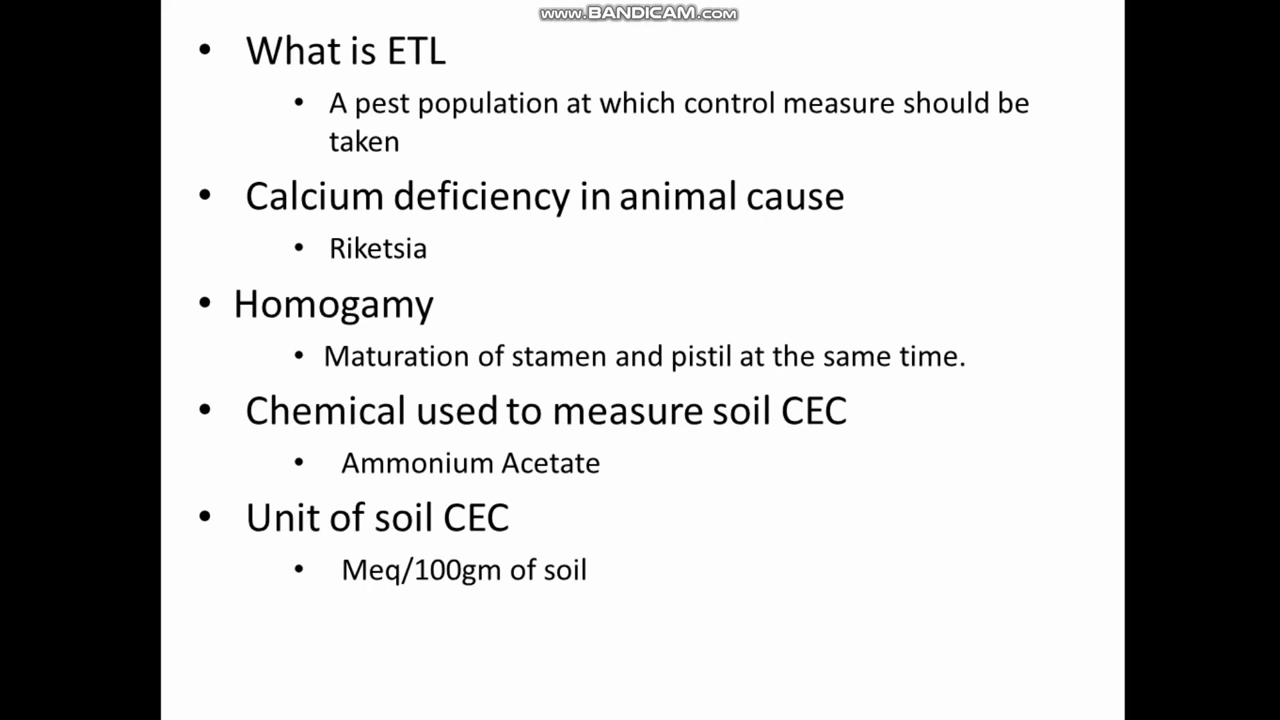 www.BANDICAM.com
• What is ETL
• A pest population at which control measure should be
taken
• Calcium deficiency in animal cause
• Riketsia
• Homogamy
• Maturation of stamen and pistil at the same time.
• Chemical used to measure soil CEC
• Ammonium Acetate
• Unit of soil CEC
• Meq/100gm of soil